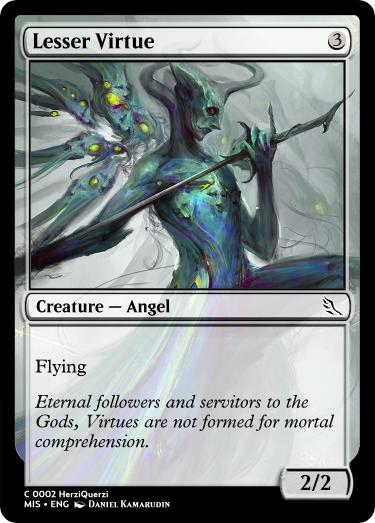 Lesser Virtue 3
Creature — Angel
Flying
Eternal followers and servitors to the
Gods, Virtues are not formed for mortal
comprehension.
2/2
C 0002 HerziQuerzi
MIS • ENG Daniel Kamarudin